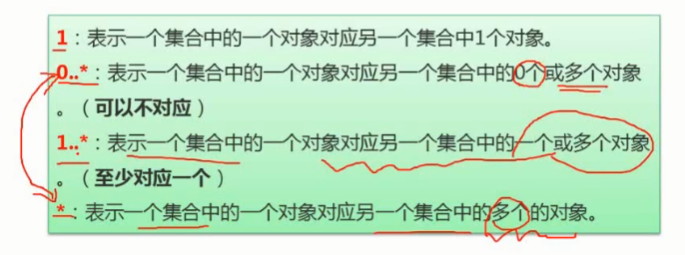 1：表示一个集合中的一个对象对应另一个集合中1个对象。
0..*：表示一个集合中的一个对象对应另一个集合中的0个或多个对象
。（可以不对应）
1..*：表示一个集合中的一个对象对应另一个集合中的一个或多个对象
。（至少对应一个）
*：表示一个集合中的一个对象对应另一个集合中的多个的对象。